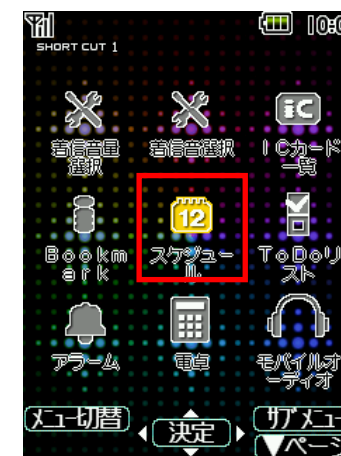 10:0
SHORT CUT 1
着信音量
選択
着信音選択
ICカード
一覧
12
Bookm
ark
スケジュー
ル
ToDoリ
スト
アラーム
電卓
モバイルオ
ーディオ
メニュー切替
決定
サブメニュー
▼ページ